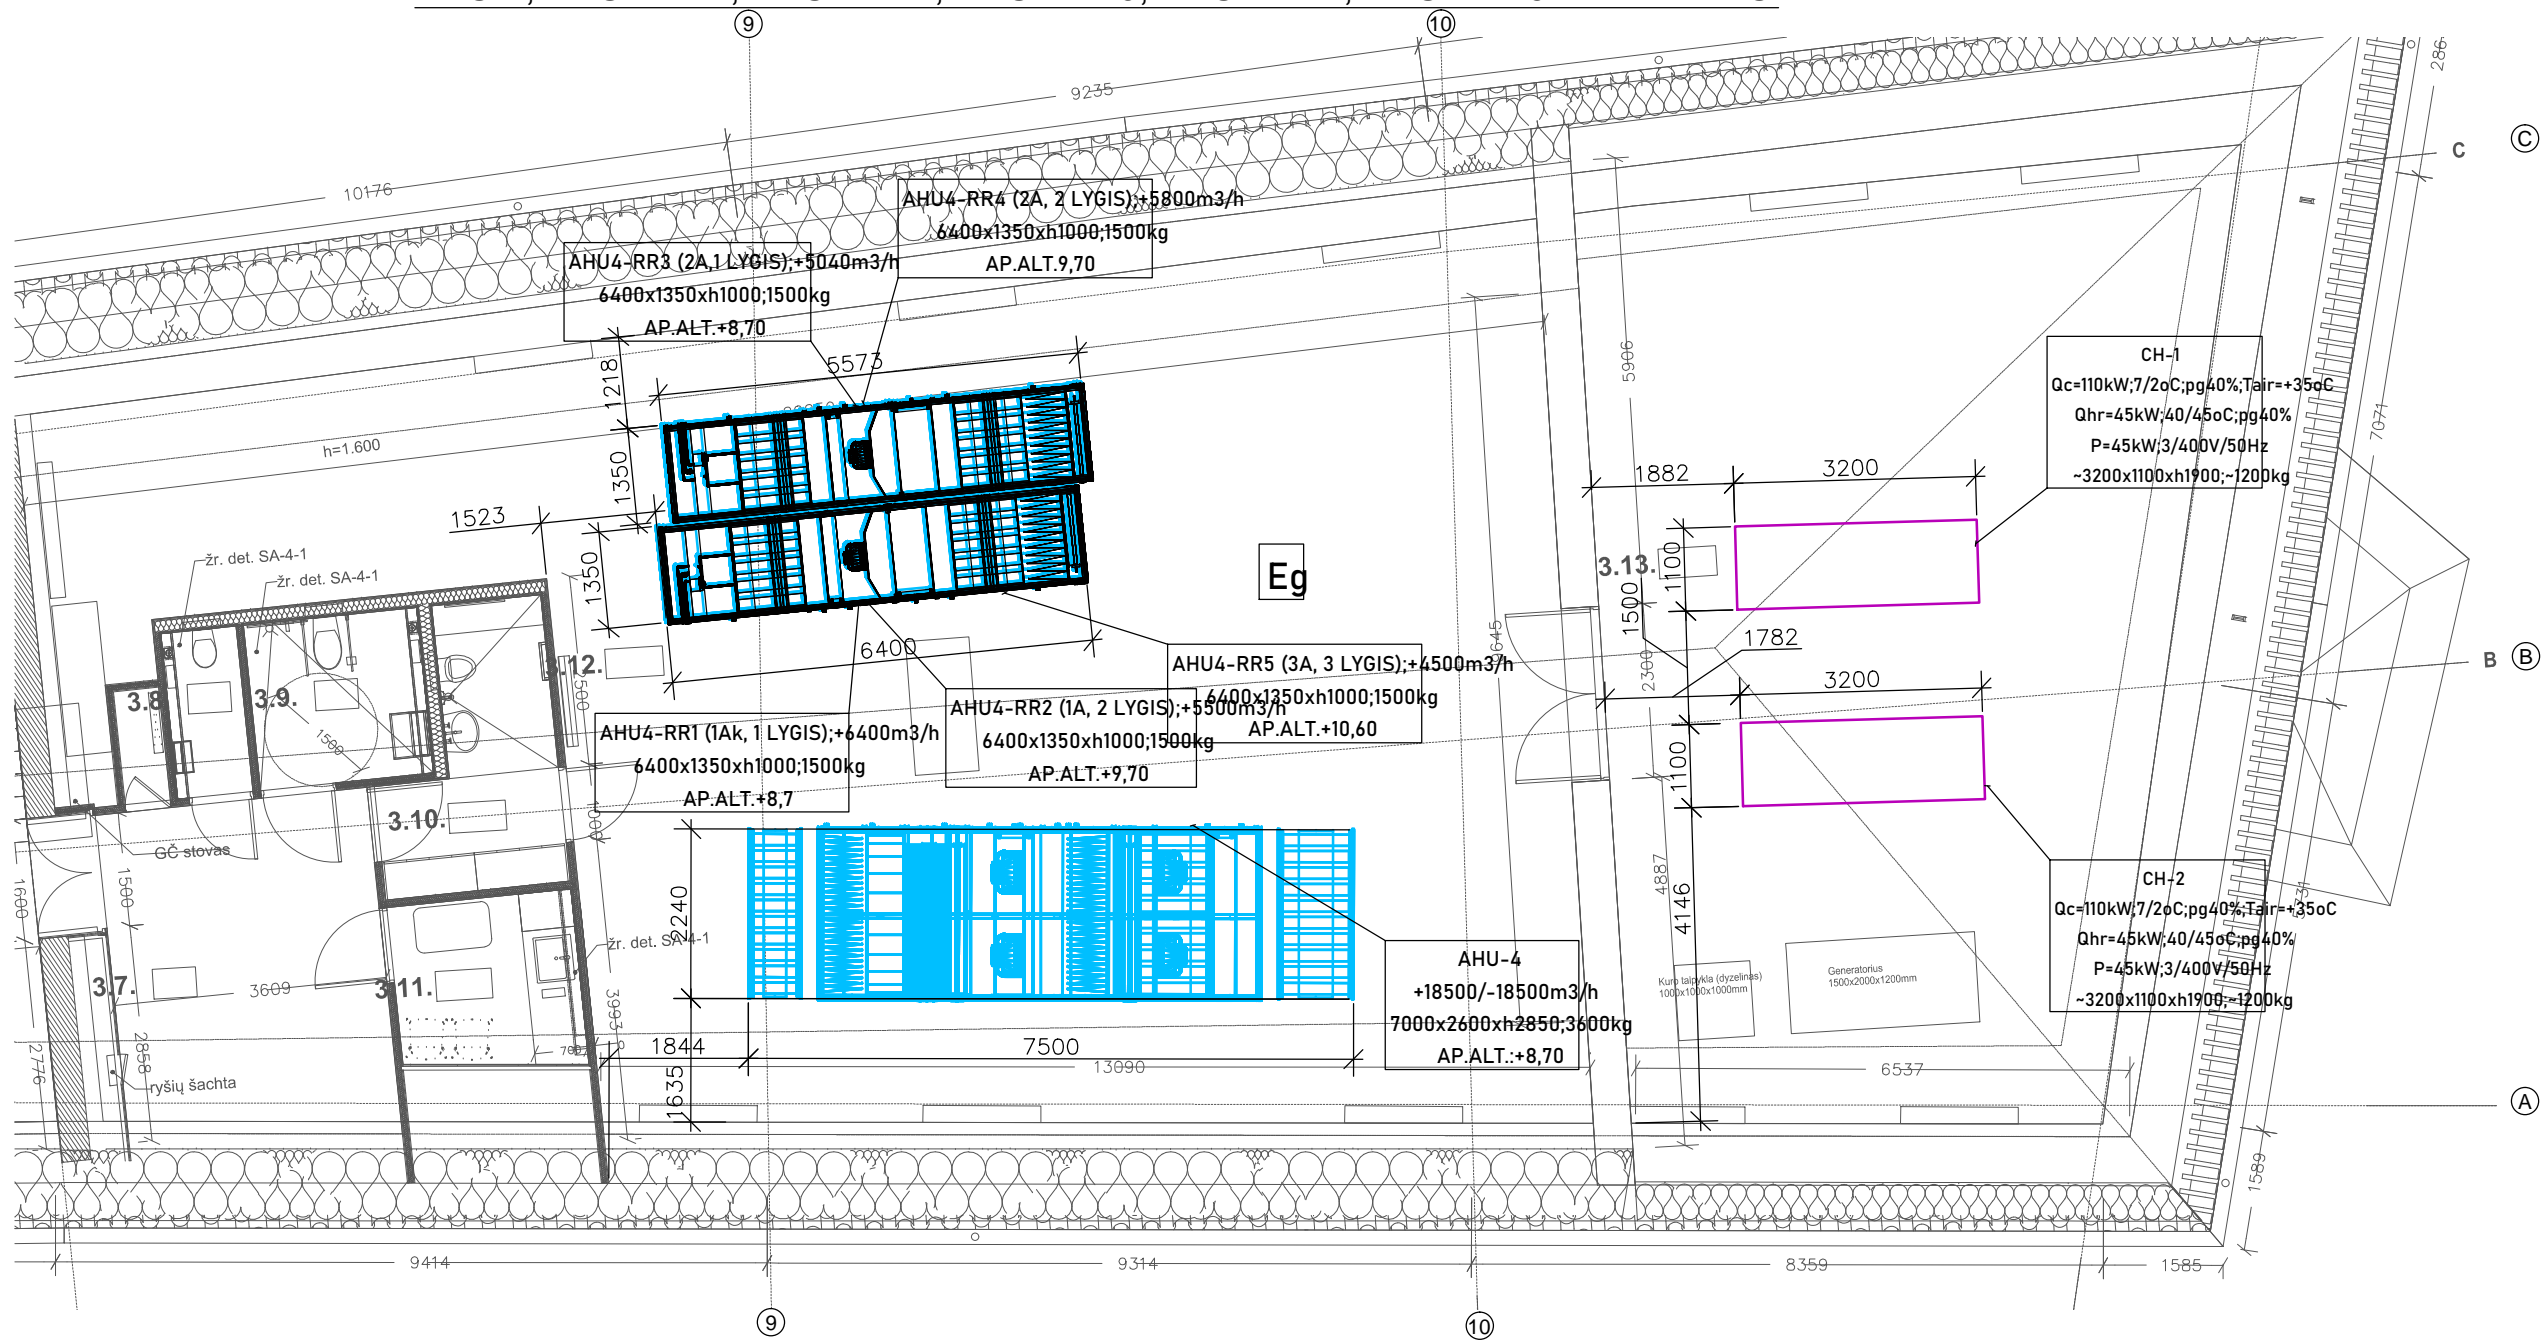 9
10
9235
286
C
C
10176
AHU4-RR4 (2A, 2 LYGIS);+5800m3/h
6400x1350xh1000;1500kg
AP.ALT.9,70
AHU4-RR3 (2A,1 LYGIS);+5040m3/h
6400x1350xh1000;1500kg
AP.ALT.+8,70
5906
CH-1
Qc=110kW;7/2oC;pg40%;Tair=+35oC
Qhr=45kW;40/45oC;pg40%
P=45kW;3/400V/50Hz
~3200x1100xh1900;~1200kg
7071
1218
5573
h=1.600
1350
1882
3200
1523
1350
1100
3.13.
Eg
žr. det. SA-4-1
žr. det. SA-4-1
1500
1782
6400
2300
B
B
3.12.
AHU4-RR5 (3A, 3 LYGIS);+4500m3/h
6400x1350xh1000;1500kg
AP.ALT.+10,60
3200
3.8
3.9.
1500
AHU4-RR2 (1A, 2 LYGIS);+5500m3/h
6400x1350xh1000;1500kg
AP.ALT.+9,70
AHU4-RR1 (1Ak, 1 LYGIS);+6400m3/h
6400x1350xh1000;1500kg
AP.ALT.+8,7
1100
3.10.
1000
GČ stovas
4887
CH-2
Qc=110kW;7/2oC;pg40%;Tair=+35oC
Qhr=45kW;40/45oC;pg40%
P=45kW;3/400V/50Hz
~3200x1100xh1900;~1200kg
1600
1500
2240
4146
žr. det. SA-4-1
AHU-4
+18500/-18500m3/h
7000x2600xh2850;3600kg
AP.ALT.:+8,70
Kuro talpykla (dyzelinas)
1000x1000x1000mm
Generatorius
1500x2000x1200mm
3.7.
3609
3.11.
2776
2858
1844
7500
13090
6537
ryšių šachta
1635
A
1589
9414
9314
8359
1585
9
10